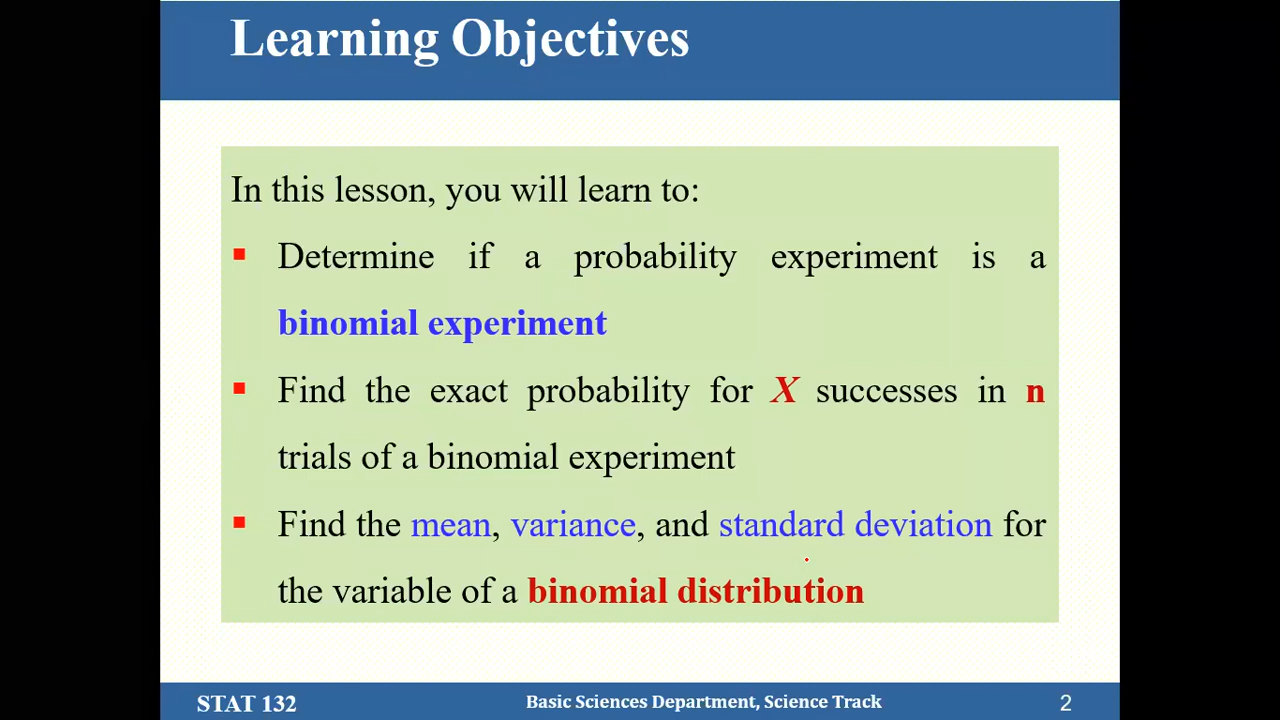 Learning Objectives
In this lesson, you will learn to:
▪ Determine if a probability experiment is a
binomial experiment
▪ Find the exact probability for X successes in n
trials of a binomial experiment
▪ Find the mean, variance, and standard deviation for
the variable of a binomial distribution
STAT 132
Basic Sciences Department, Science Track
2